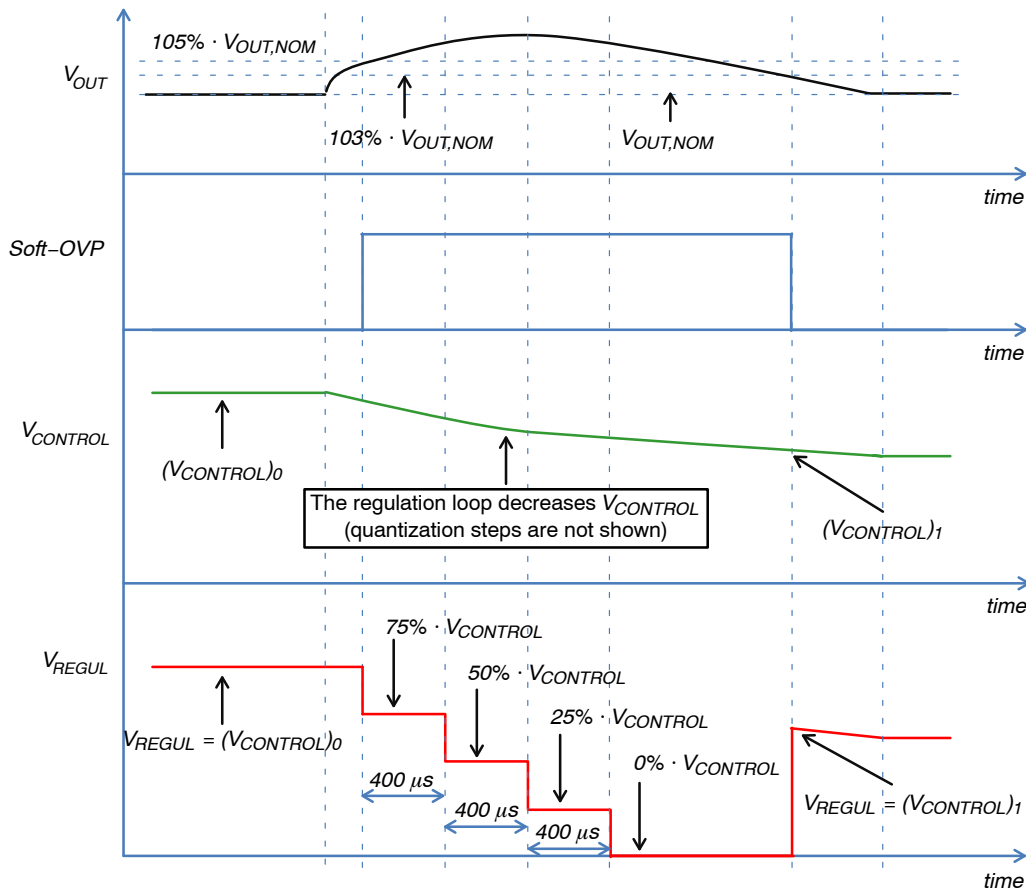 105% · VOUT,NOM
VOUT
103% · VOUT,NOM
VOUT,NOM
time
Soft−OVP
time
VCONTROL
(VCONTROL)0
The regulation loop decreases VCONTROL
(quantization steps are not shown)
(VCONTROL)1
time
75% · VCONTROL
VREGUL
50% · VCONTROL
25% · VCONTROL
VREGUL = (VCONTROL)0
0% · VCONTROL
400 μs
VREGUL = (VCONTROL)1
400 μs
400 μs
time